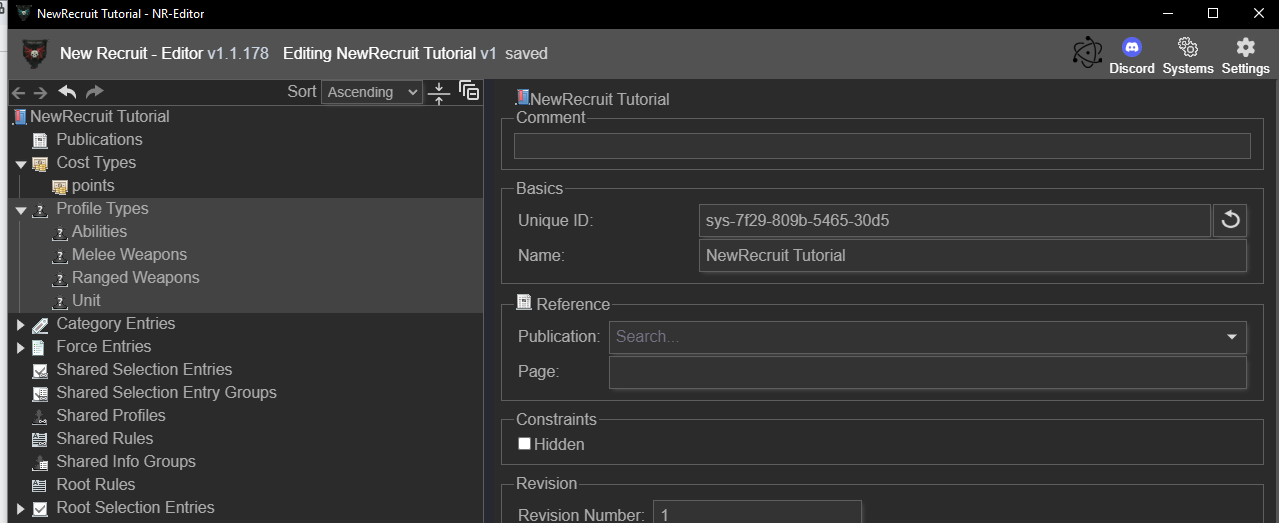 NewRecruit Tutorial - NR-Editor
New Recruit - Editor v1.1.178 Editing NewRecruit Tutorial v1 saved
Discord Systems Settings
Sort Ascending
NewRecruit Tutorial
Publications
Cost Types
points
Profile Types
Abilities
Melee Weapons
Ranged Weapons
Unit
Category Entries
Force Entries
Shared Selection Entries
Shared Selection Entry Groups
Shared Profiles
Shared Rules
Shared Info Groups
Root Rules
Root Selection Entries
NewRecruit Tutorial
Comment
Basics
Unique ID: sys-7f29-809b-5465-30d5
Name: NewRecruit Tutorial
Reference
Publication: Search...
Page:
Constraints
Hidden
Revision
Revision Number: 1